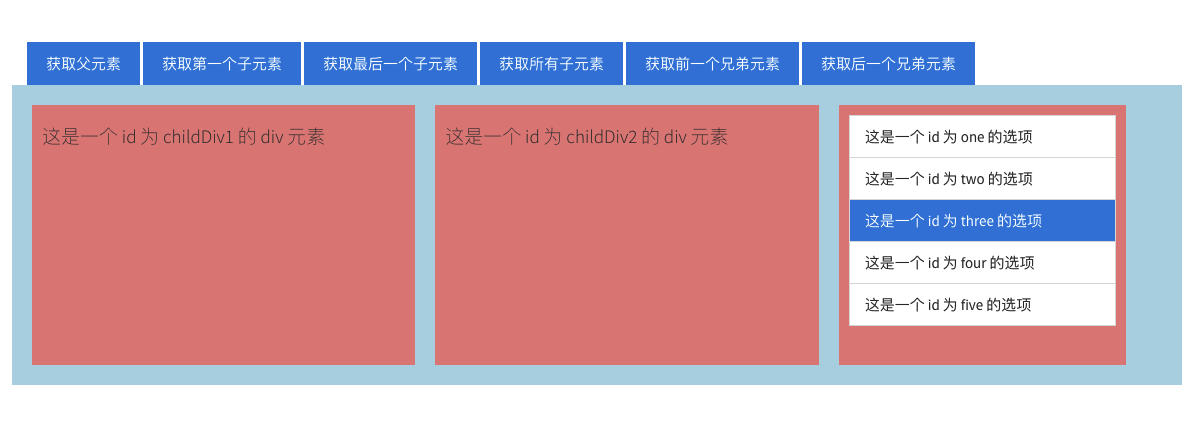 获取父元素
获取第一个子元素
获取最后一个子元素
获取所有子元素
获取前一个兄弟元素
获取后一个兄弟元素
这是一个 id 为 childDiv1 的 div 元素
这是一个 id 为 childDiv2 的 div 元素
这是一个 id 为 one 的选项
这是一个 id 为 two 的选项
这是一个 id 为 three 的选项
这是一个 id 为 four 的选项
这是一个 id 为 five 的选项